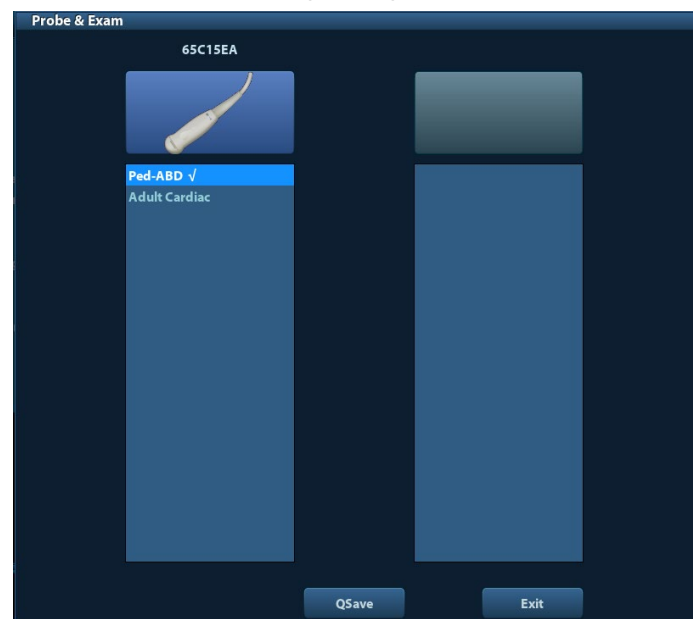 Probe & Exam
65C15EA
Ped-ABD √
Adult Cardiac
QSave
Exit